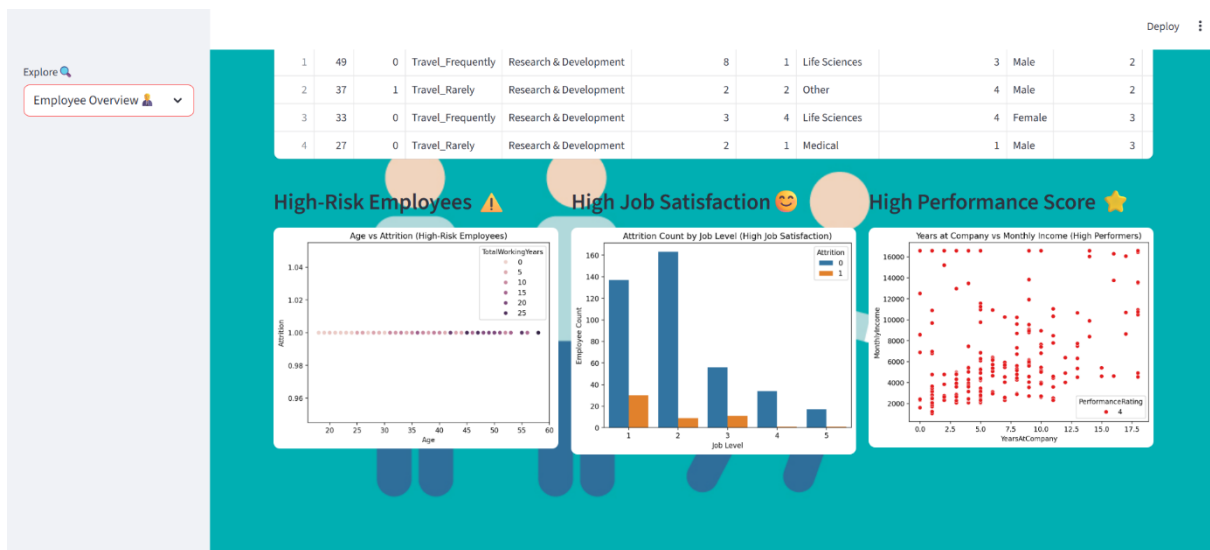 Deploy
Explore
Employee Overview
1 49 0 Travel_Frequently Research & Development 8 1 Life Sciences 3 Male 2
2 37 1 Travel_Rarely Research & Development 2 2 Other 4 Male 2
3 33 0 Travel_Frequently Research & Development 3 4 Life Sciences 4 Female 3
4 27 0 Travel_Rarely Research & Development 2 1 Medical 1 Male 3
High-Risk Employees
Age vs Attrition (High-Risk Employees)
TotalWorkingYears
0
5
10
15
20
25
1.04
1.02
1.00
0.98
0.96
Attrition
20 25 30 35 40 45 50 55 60
Age
High Job Satisfaction
Attrition Count by Job Level (High Job Satisfaction)
Attrition
0
1
160
140
120
100
80
60
40
20
0
Employee Count
1 2 3 4 5
Job Level
High Performance Score
Years at Company vs Monthly Income (High Performers)
16000
14000
12000
10000
8000
6000
4000
2000
MonthlyIncome
PerformanceRating
4
0.0 2.5 5.0 7.5 10.0 12.5 15.0 17.5
YearsAtCompany